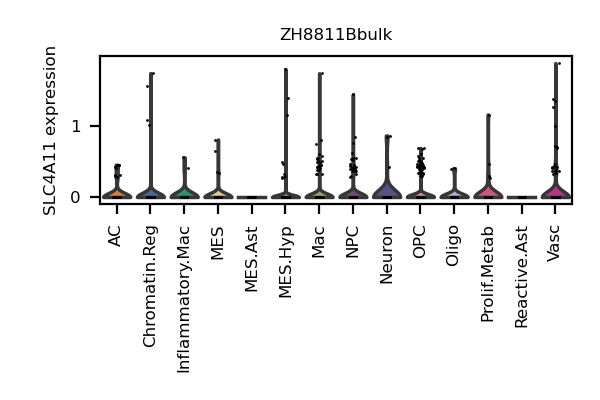 ZH8811Bbulk
SLC4A11 expression
1
0
AC
Chromatin.Reg
Inflammatory.Mac
MES
MES.Ast
MES.Hyp
Mac
NPC
Neuron
OPC
Oligo
Prolif.Metab
Reactive.Ast
Vasc